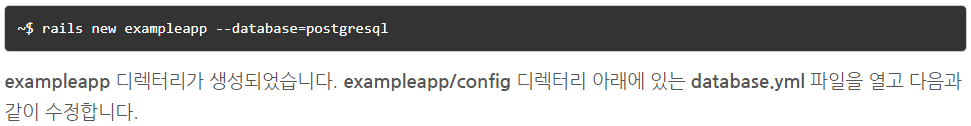 ~$ rails new exampleapp --database=postgresql
exampleapp 디렉터리가 생성되었습니다. exampleapp/config 디렉터리 아래에 있는 database.yml 파일을 열고 다음과
같이 수정합니다.